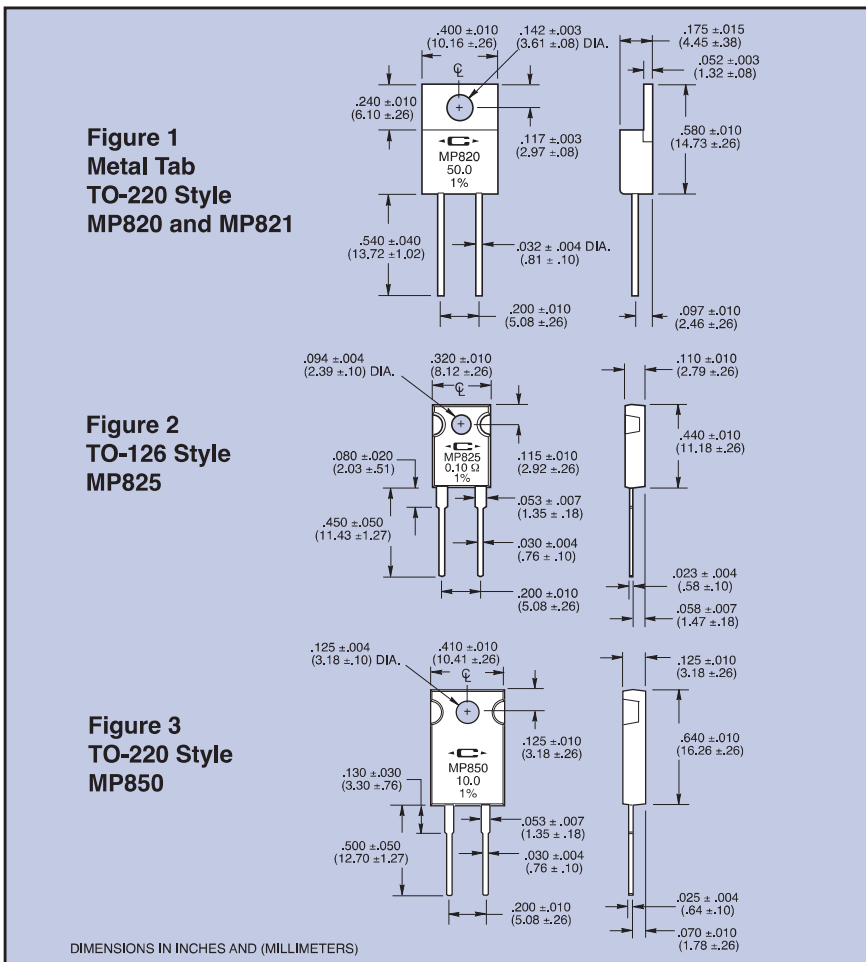 Figure 1
Metal Tab
TO-220 Style
MP820 and MP821
.400 ±.010
(10.16 ±.26)
.142 ±.003
(3.61 ±.08) DIA.
.175 ±.015
(4.45 ±.38)
.052 ±.003
(1.32 ±.08)
℄
.240 ±.010
(6.10 ±.26)
.117 ±.003
(2.97 ±.08)
.580 ±.010
(14.73 ±.26)
C
MP820
50.0
1%
.540 ±.040
(13.72 ±1.02)
.032 ±.004 DIA.
(.81 ± .10)
.200 ±.010
(5.08 ±.26)
.097 ±.010
(2.46 ±.26)
Figure 2
TO-126 Style
MP825
.094 ±.004
(2.39 ±.10) DIA.
.320 ±.010
(8.12 ±.26)
℄
.110 ±.010
(2.79 ±.26)
.080 ±.020
(2.03 ±.51)
C
MP825
0.10 Ω
1%
.115 ±.010
(2.92 ±.26)
.440 ±.010
(11.18 ±.26)
.053 ±.007
(1.35 ± .18)
.450 ±.050
(11.43 ±1.27)
.030 ±.004
(.76 ± .10)
.200 ±.010
(5.08 ±.26)
.023 ± .004
(.58 ±.10)
.058 ±.007
(1.47 ±.18)
Figure 3
TO-220 Style
MP850
.125 ±.004
(3.18 ±.10) DIA.
.410 ±.010
(10.41 ±.26)
℄
.125 ±.010
(3.18 ±.26)
.125 ±.010
(3.18 ±.26)
.640 ±.010
(16.26 ±.26)
C
MP850
10.0
1%
.130 ±.030
(3.30 ±.76)
.053 ±.007
(1.35 ± .18)
.500 ±.050
(12.70 ±1.27)
.030 ±.004
(.76 ± .10)
.200 ±.010
(5.08 ±.26)
.025 ±.004
(.64 ±.10)
.070 ±.010
(1.78 ±.26)
DIMENSIONS IN INCHES AND (MILLIMETERS)